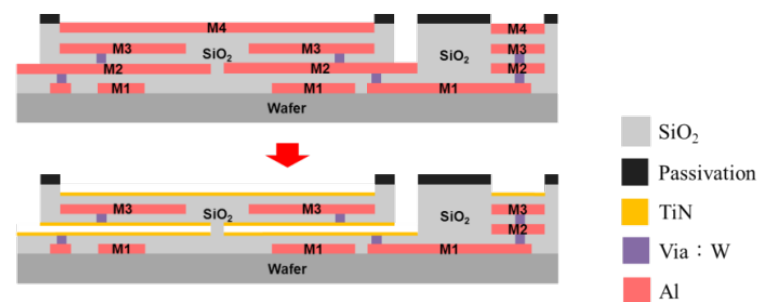 M4
M4
M3
M3
M3
SiO₂
SiO₂
M2
M2
M2
M1
M1
M1
Wafer
M3
M3
M3
SiO₂
SiO₂
M2
M1
M1
M1
Wafer
SiO₂
Passivation
TiN
Via：W
Al